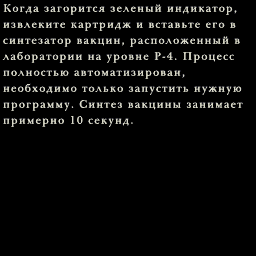 Когда загорится зеленый индикатор,
извлеките картридж и вставьте его в
синтезатор вакцин, расположенный в
лаборатории на уровне Р-4. Процесс
полностью автоматизирован,
необходимо только запустить нужную
программу. Синтез вакцины занимает
примерно 10 секунд.